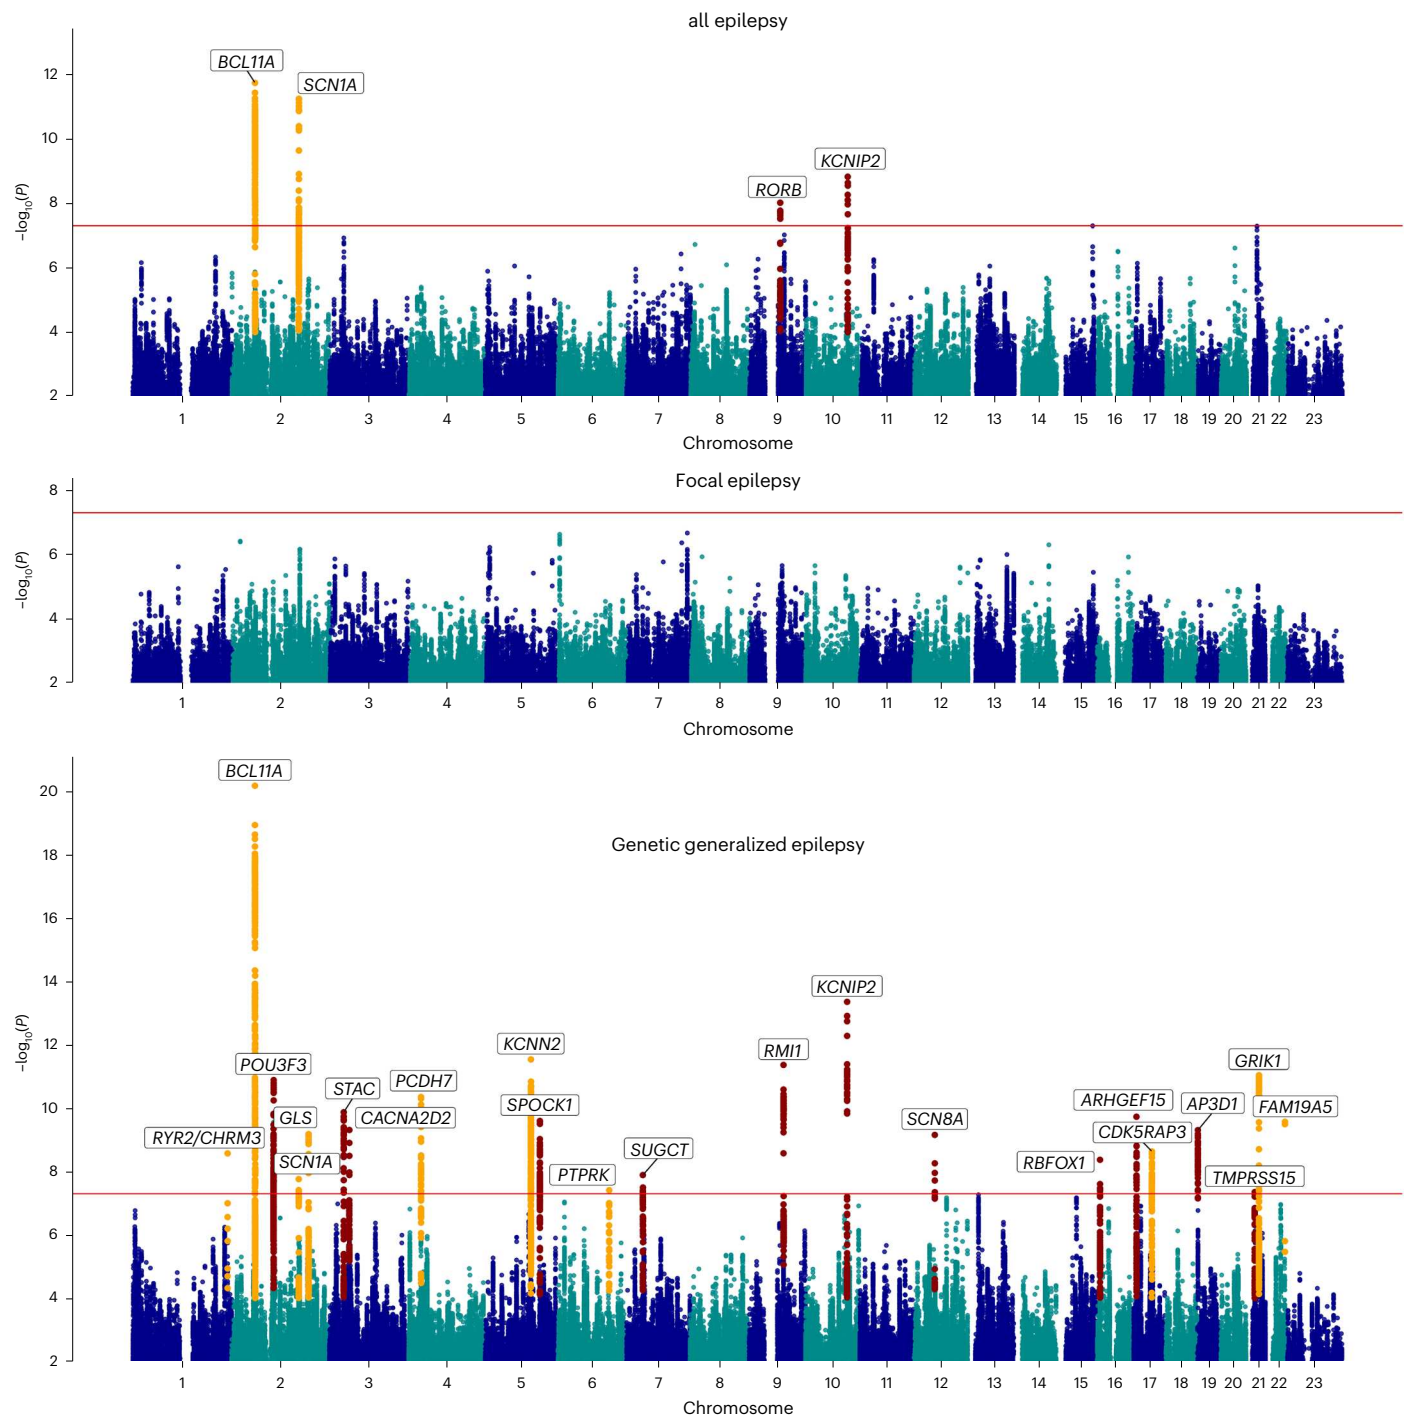 all epilepsy
BCL11A
SCN1A
KCNIP2
RORB
12
10
8
6
4
2
−log10(P)
1 2 3 4 5 6 7 8 9 10 11 12 13 14 15 16 17 18 19 20 21 22 23
Chromosome
Focal epilepsy
8
6
4
2
−log10(P)
1 2 3 4 5 6 7 8 9 10 11 12 13 14 15 16 17 18 19 20 21 22 23
Chromosome
BCL11A
Genetic generalized epilepsy
KCNIP2
KCNN2
RMI1
GRIK1
POU3F3
STAC
PCDH7
ARHGEF15
AP3D1
FAM19A5
GLS
CACNA2D2
SPOCK1
SCN8A
RYR2/CHRM3
CDK5RAP3
SCN1A
SUGCT
RBFOX1
PTPRK
TMPRSS15
20
18
16
14
12
10
8
6
4
2
−log10(P)
1 2 3 4 5 6 7 8 9 10 11 12 13 14 15 16 17 18 19 20 21 22 23
Chromosome